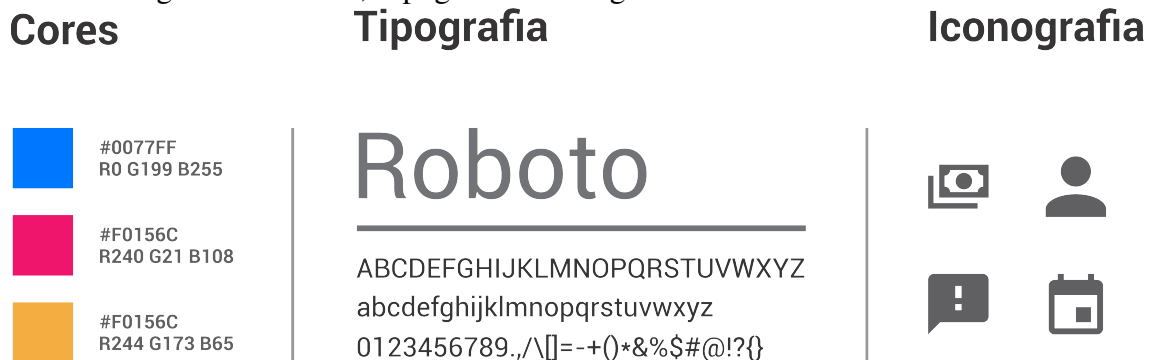 Cores
#0077FF
R0 G199 B255
#F0156C
R240 G21 B108
#F0156C
R244 G173 B65
Tipografia
Roboto
ABCDEFGHIJKLMNOPQRSTUVWXYZ
abcdefghijklmnopqrstuvwxyz
0123456789.,/\[]=-+()*&%$#@!?{}
Iconografia